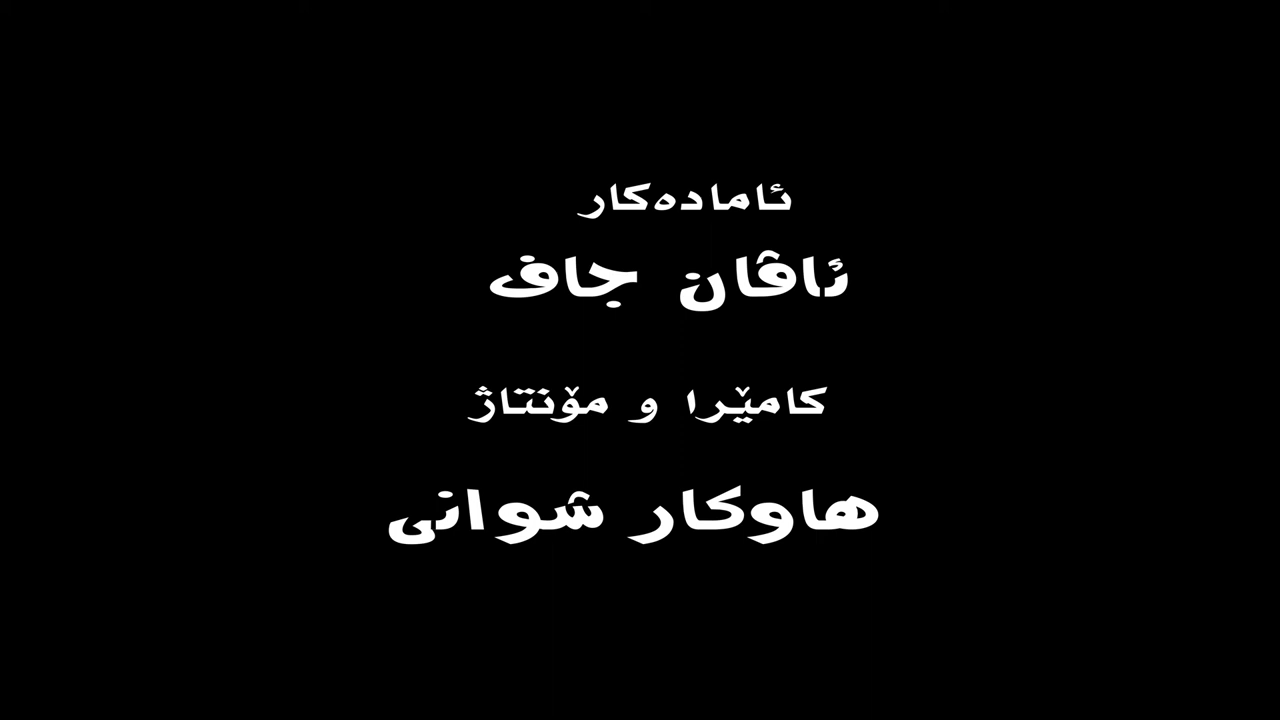 ئامادەکار
ئاڤان جاف
کامێرا و مۆنتاژ
هاوکار شوانی